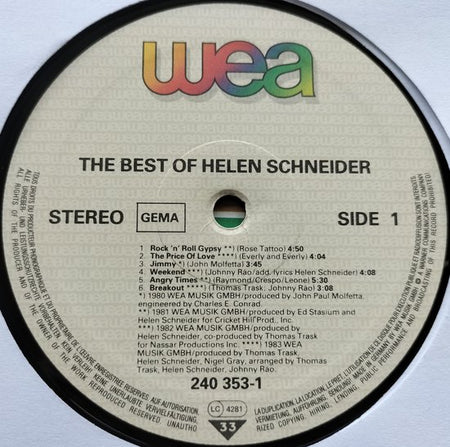 wea
THE BEST OF HELEN SCHNEIDER
STEREO GEMA SIDE 1
1 Rock 'n' Roll Gypsy **) (Rose Tattoo) 4:50
2 The Price Of Love ****) (Everly and Everly) 4:04
3 Jimmy *) (John Molfetta) 3:45
4 Weekend ***) (Johnny Rao/add. lyrics Helen Schneider) 4:08
5 Angry Times **) (Raymond/Crispo/Leone) 5:30
6 Breakout ****) (Thomas Trask, Johnny Rao) 3:08
*) 1980 WEA MUSIK GMBH/produced by John Paul Molfetta,
engineered by Charles E. Conrad.
**) 1981 WEA MUSIK GMBH/produced by Ed Stasium and
Helen Schneider for Cricket Hill Prod. Inc.
***) 1982 WEA MUSIK GMBH/produced by
Helen Schneider, co-produced by Thomas Trask
for Nassar Productions Inc. ****) 1983 WEA
MUSIK GMBH/produced by Thomas Trask,
Helen Schneider, Nigel Gray, arranged by Thomas
Trask, Helen Schneider, Johnny Rao.
240 353-1
LC 4281
33